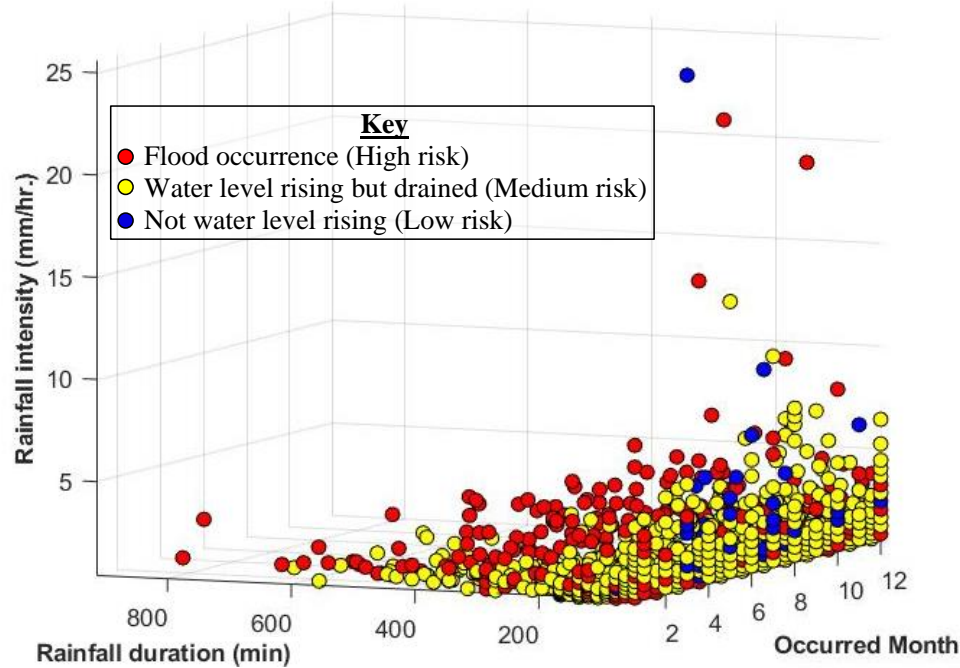 25
20
15
10
5
Rainfall intensity (mm/hr.)
Key
Flood occurrence (High risk)
Water level rising but drained (Medium risk)
Not water level rising (Low risk)
800
600
400
200
Rainfall duration (min)
2
4
6
8
10
12
Occurred Month